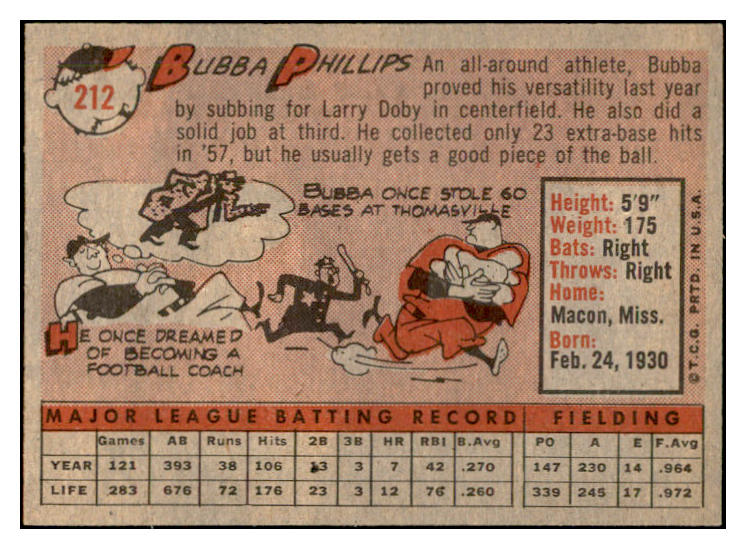 212
BUBBA PHILLIPS An all-around athlete, Bubba
proved his versatility last year
by subbing for Larry Doby in centerfield. He also did a
solid job at third. He collected only 23 extra-base hits
in '57, but he usually gets a good piece of the ball.
BUBBA ONCE STOLE 60
BASES AT THOMASVILLE
HE ONCE DREAMED
OF BECOMING A
FOOTBALL COACH
Height: 5'9"
Weight: 175
Bats: Right
Throws: Right
Home:
Macon, Miss.
Born:
Feb. 24, 1930
© T.C.G. PRTD. IN U.S.A.
MAJOR LEAGUE BATTING RECORD FIELDING
Games AB Runs Hits 2B 3B HR RBI B.Avg PO A E F.Avg
YEAR 121 393 38 106 13 3 7 42 .270 147 230 14 .964
LIFE 283 676 72 176 23 3 12 76 .260 339 245 17 .972